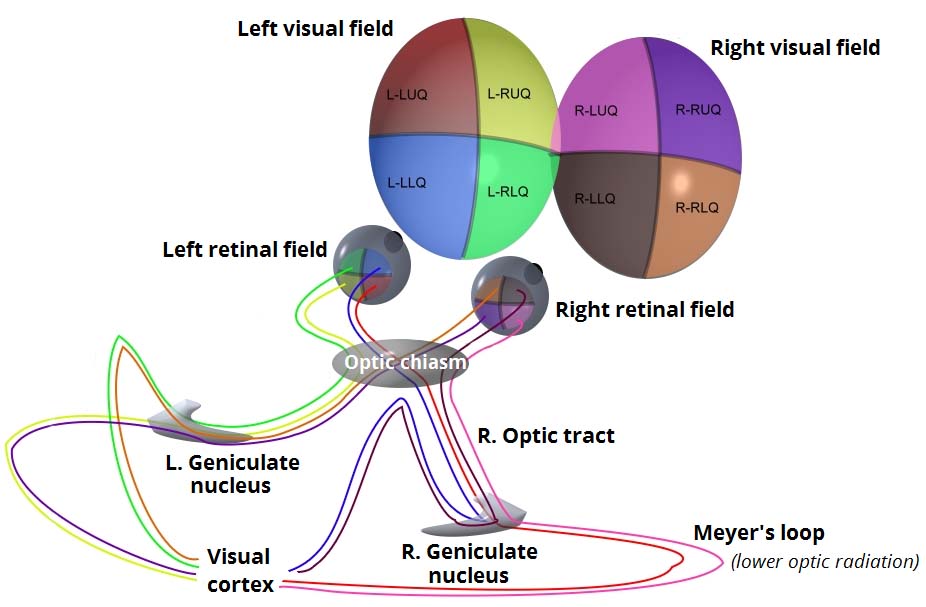 Left visual field
Right visual field
L-LUQ
L-RUQ
R-LUQ
R-RUQ
L-LLQ
L-RLQ
R-LLQ
R-RLQ
Left retinal field
Right retinal field
Optic chiasm
R. Optic tract
L. Geniculate
nucleus
R. Geniculate
nucleus
Meyer's loop
(lower optic radiation)
Visual
cortex